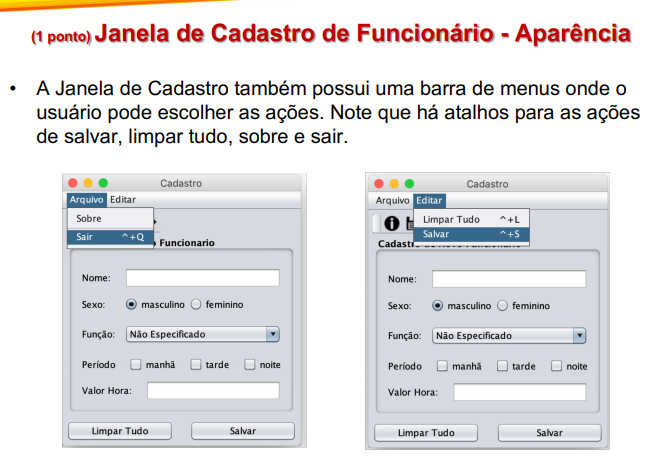 (1 ponto) Janela de Cadastro de Funcionário - Aparência
• A Janela de Cadastro também possui uma barra de menus onde o
usuário pode escolher as ações. Note que há atalhos para as ações
de salvar, limpar tudo, sobre e sair.
Cadastro
Arquivo Editar
Sobre
Sair ^+Q
Funcionario
Nome:
Sexo: masculino feminino
Função: Não Especificado
Período manhã tarde noite
Valor Hora:
Limpar Tudo Salvar
Cadastro
Arquivo Editar
Limpar Tudo ^+L
Salvar ^+S
Nome:
Sexo: masculino feminino
Função: Não Especificado
Período manhã tarde noite
Valor Hora:
Limpar Tudo Salvar